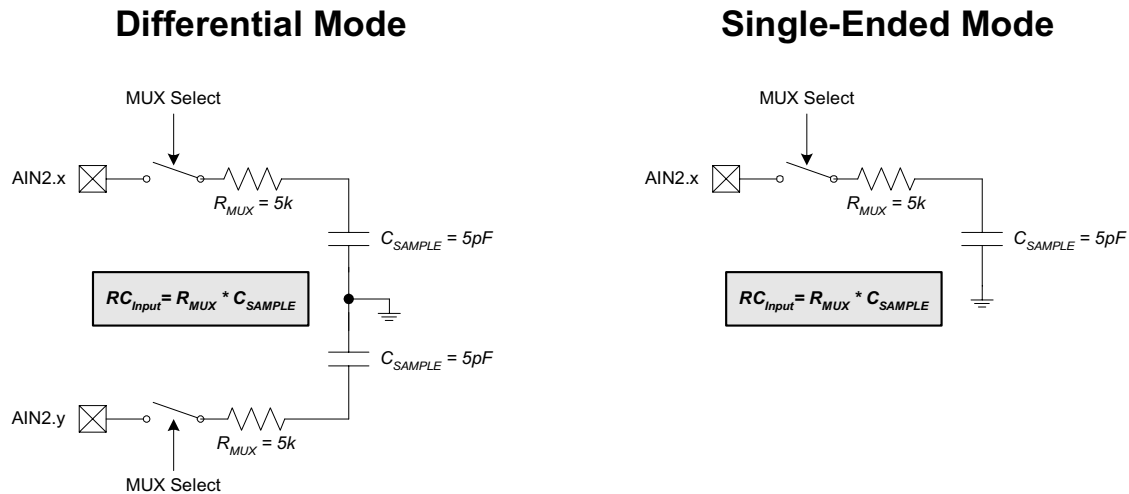 Differential Mode
MUX Select
AIN2.x
R_MUX = 5k
C_SAMPLE = 5pF
RC_Input= R_MUX * C_SAMPLE
C_SAMPLE = 5pF
AIN2.y
R_MUX = 5k
MUX Select
Single-Ended Mode
MUX Select
AIN2.x
R_MUX = 5k
C_SAMPLE = 5pF
RC_Input= R_MUX * C_SAMPLE